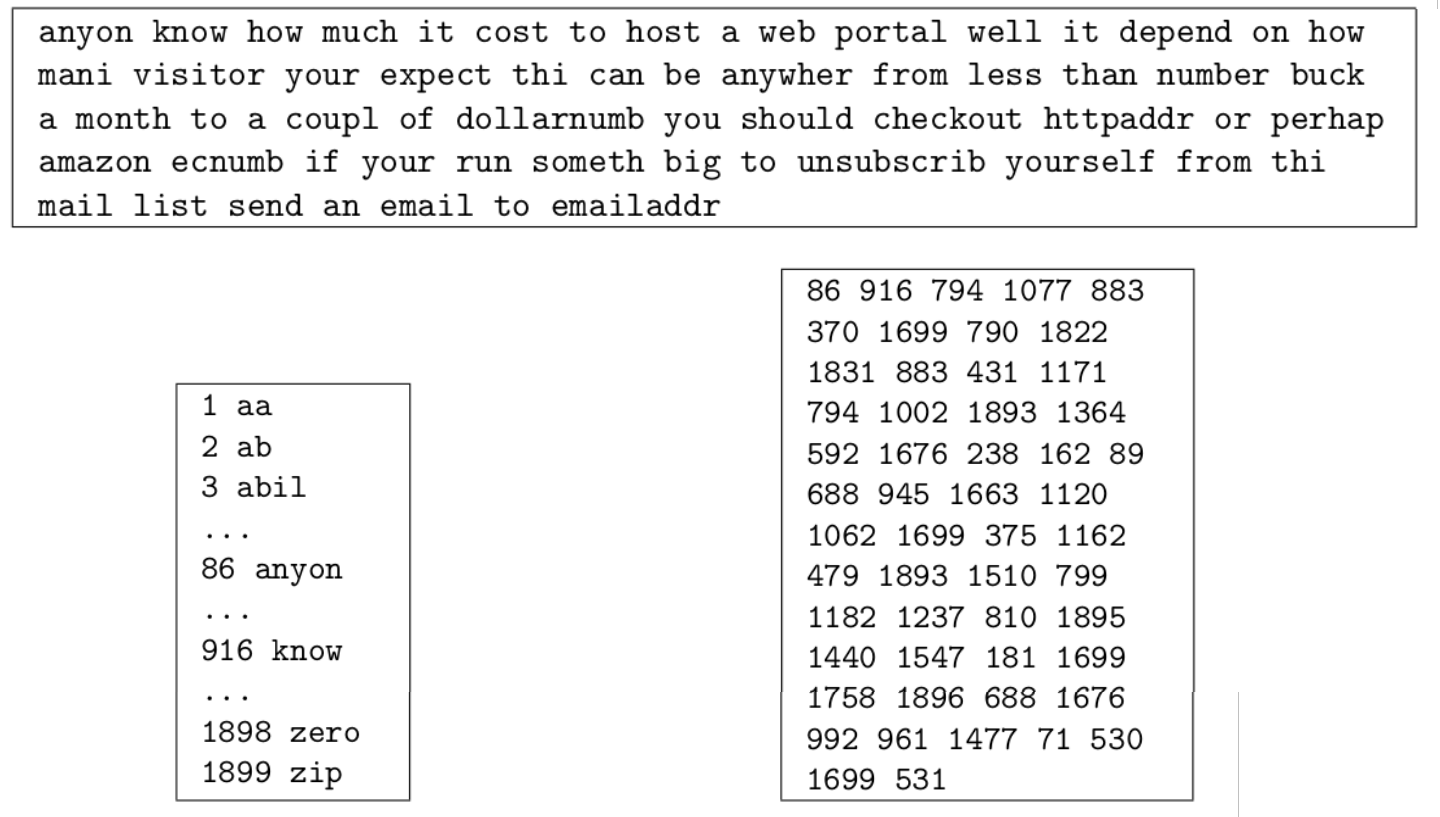 anyon know how much it cost to host a web portal well it depend on how
mani visitor your expect thi can be anywher from less than number buck
a month to a coupl of dollarnumb you should checkout httpaddr or perhap
amazon ecnumb if your run someth big to unsubscrib yourself from thi
mail list send an email to emailaddr
1 aa
2 ab
3 abil
...
86 anyon
...
916 know
...
1898 zero
1899 zip
86 916 794 1077 883
370 1699 790 1822
1831 883 431 1171
794 1002 1893 1364
592 1676 238 162 89
688 945 1663 1120
1062 1699 375 1162
479 1893 1510 799
1182 1237 810 1895
1440 1547 181 1699
1758 1896 688 1676
992 961 1477 71 530
1699 531